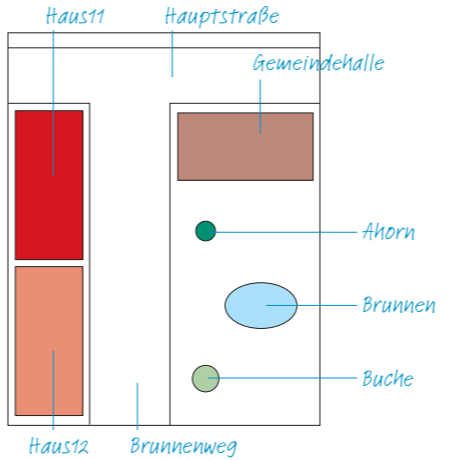 Haus11 Hauptstraße
Gemeindehalle
Ahorn
Brunnen
Buche
Haus12 Brunnenweg